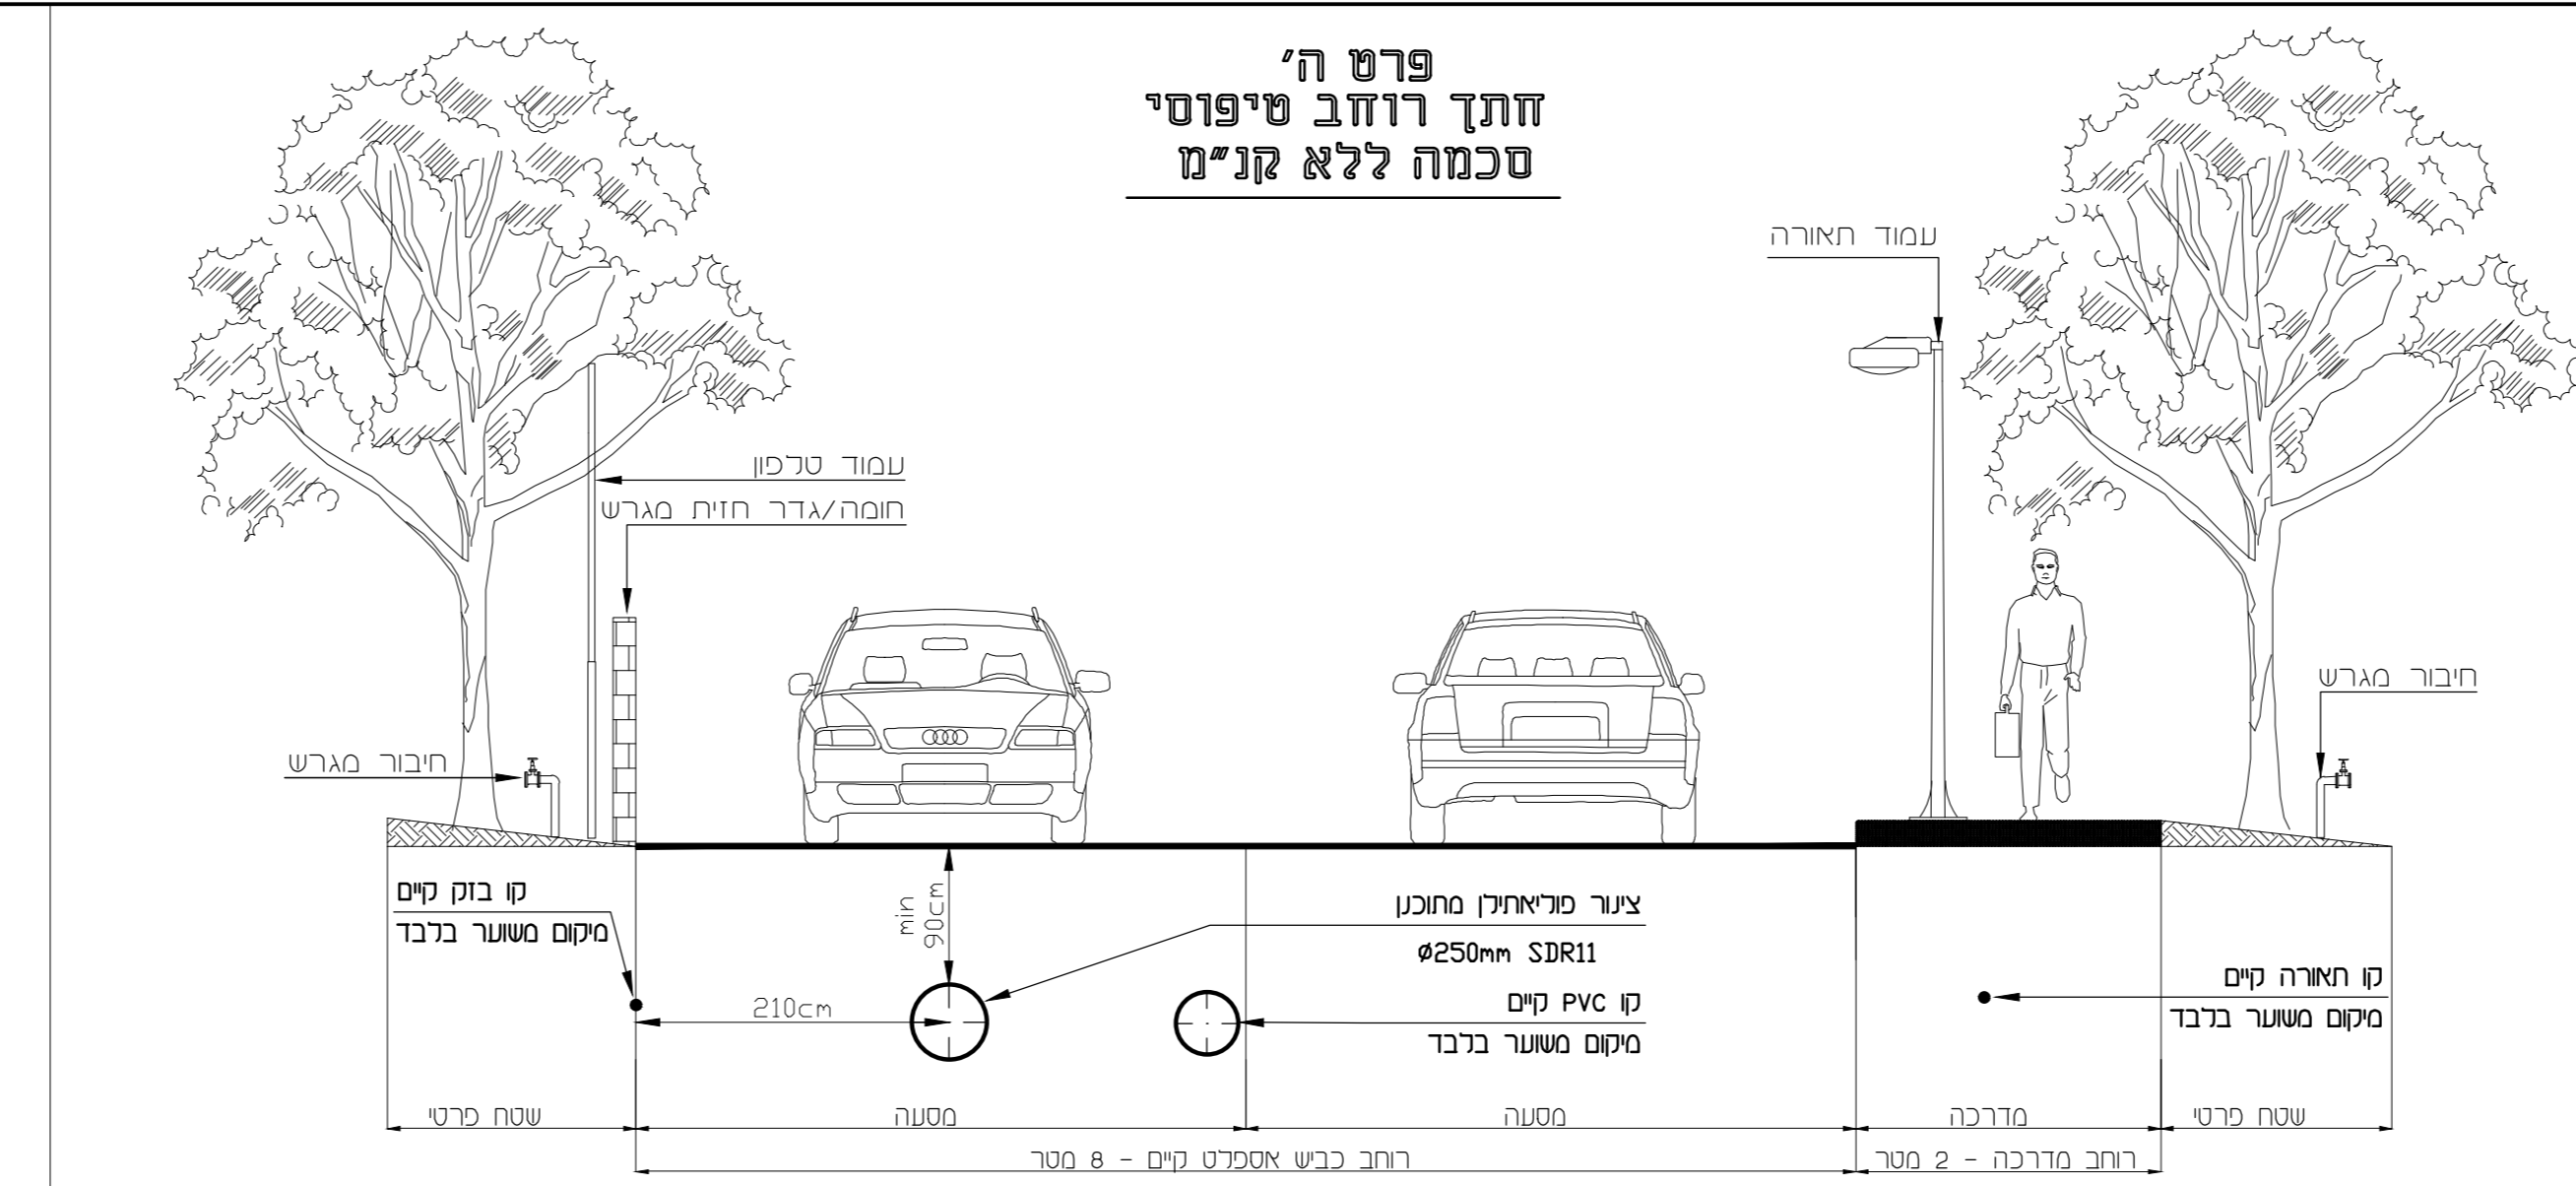 פרט ה'
חתך רוחב טיפוסי
סכמה ללא קנ"מ
עמוד תאורה
עמוד טלפון
חומה/גדר חזית מגרש
חיבור מגרש
חיבור מגרש
קו בזק קיים
מיקום משוער בלבד
min
90cm
210cm
צינור פוליאתילן מתוכנן
Ø250mm SDR11
קו PVC קיים
מיקום משוער בלבד
קו תאורה קיים
מיקום משוער בלבד
שטח פרטי
מדרכה
מסעה
מסעה
שטח פרטי
רוחב מדרכה - 2 מטר
רוחב כביש אספלט קיים - 8 מטר